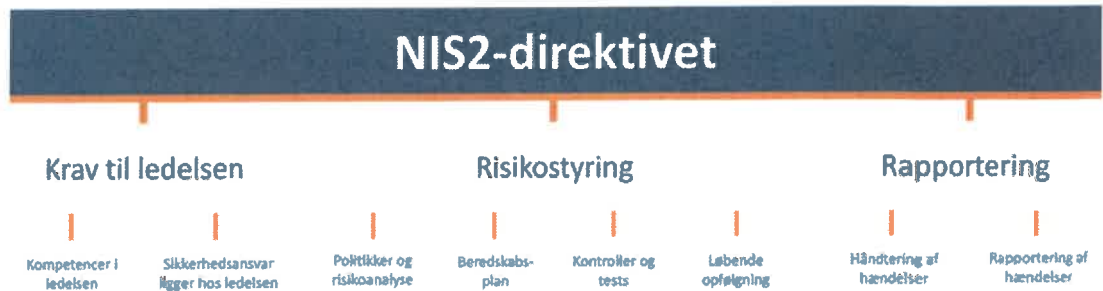 NIS2-direktivet
Krav til ledelsen
Risikostyring
Rapportering
Kompetencer i
ledelsen
Sikkerhedsansvar
ligger hos ledelsen
Politikker og
risikoanalyse
Beredskabs-
plan
Kontroller og
tests
Løbende
opfølgning
Håndtering af
hændelser
Rapportering af
hændelser